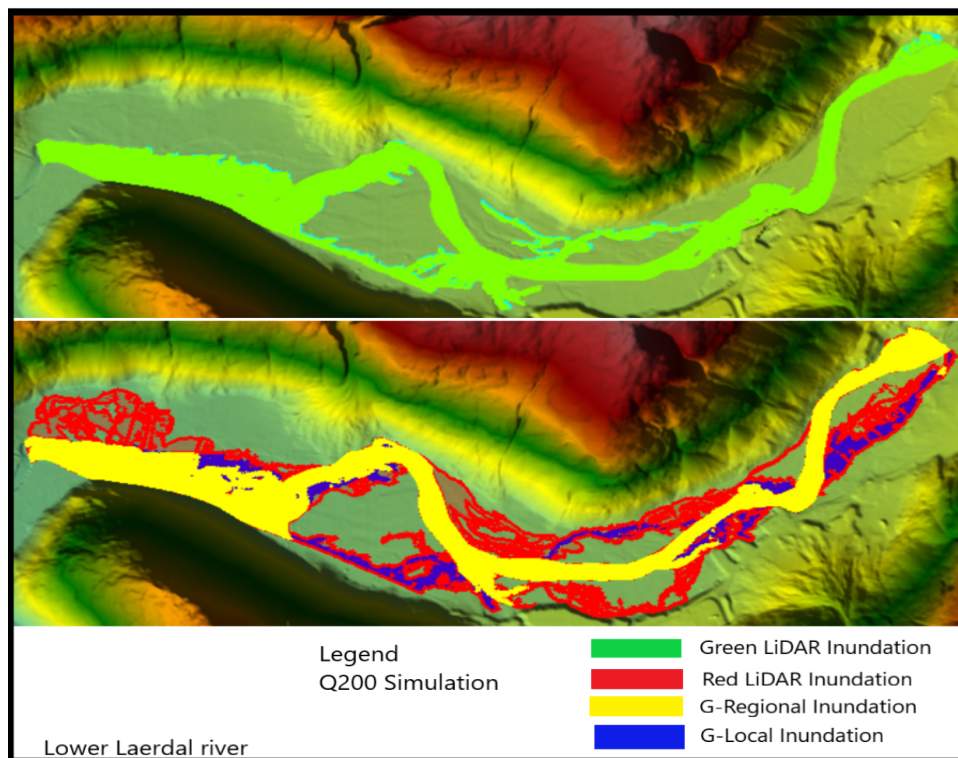 Legend
Q200 Simulation
Green LiDAR Inundation
Red LiDAR Inundation
G-Regional Inundation
G-Local Inundation
Lower Laerdal river